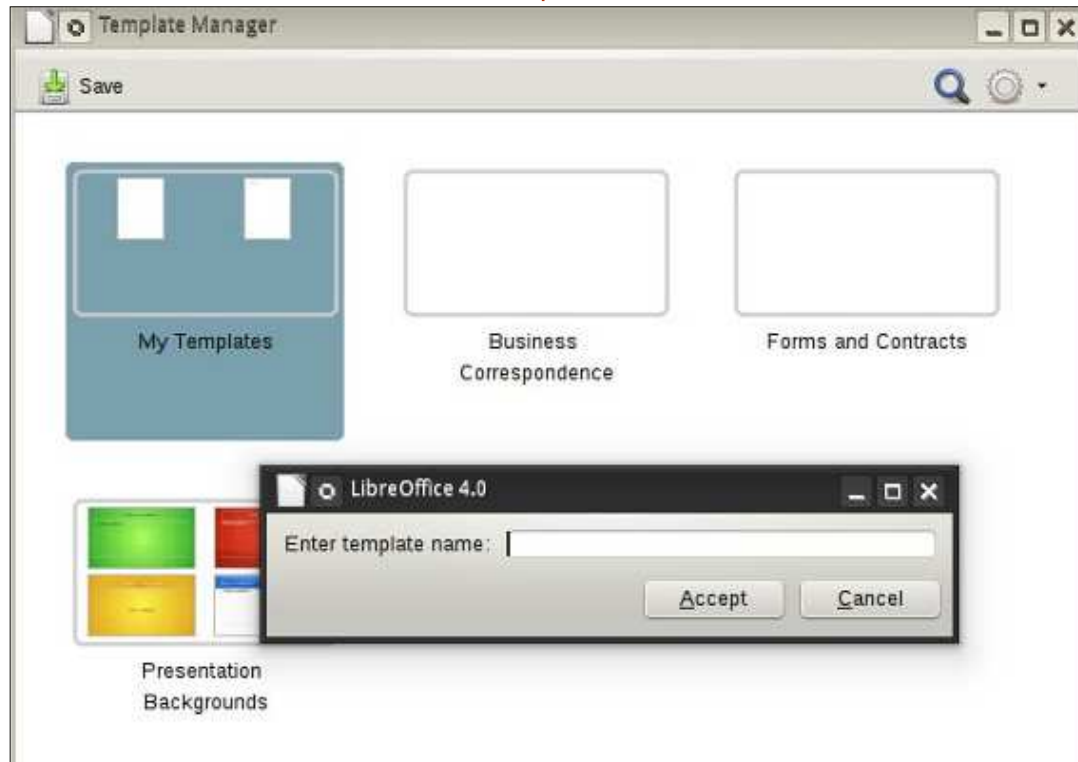 Template Manager
Save
My Templates
Business
Correspondence
Forms and Contracts
LibreOffice 4.0
Enter template name:
Accept
Cancel
Presentation
Backgrounds